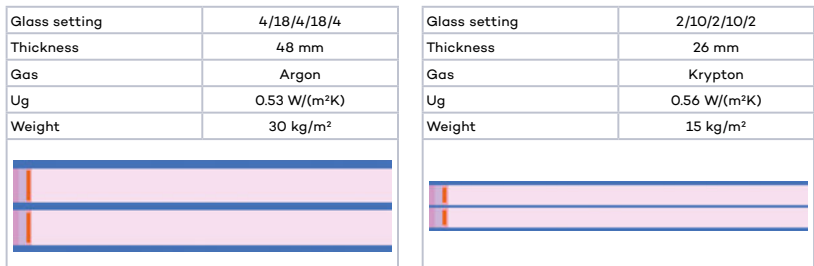 Glass setting 4/18/4/18/4
Thickness 48 mm
Gas Argon
Ug 0.53 W/(m²K)
Weight 30 kg/m²
Glass setting 2/10/2/10/2
Thickness 26 mm
Gas Krypton
Ug 0.56 W/(m²K)
Weight 15 kg/m²